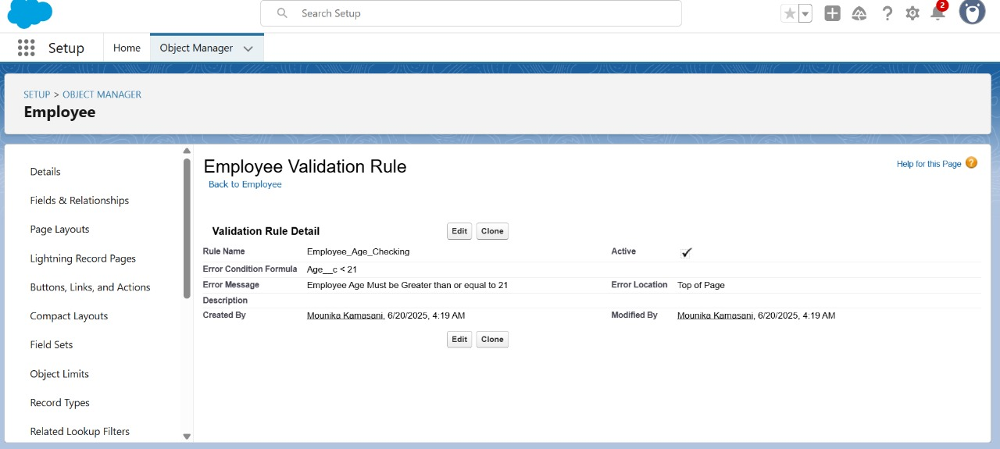 Search Setup
2
Setup
Home
Object Manager
SETUP > OBJECT MANAGER
Employee
Details
Fields & Relationships
Page Layouts
Lightning Record Pages
Buttons, Links, and Actions
Compact Layouts
Field Sets
Object Limits
Record Types
Related Lookup Filters
Employee Validation Rule
Help for this Page ?
Back to Employee
Validation Rule Detail Edit Clone
Rule Name Employee_Age_Checking Active
Error Condition Formula Age__c < 21
Error Message Employee Age Must be Greater than or equal to 21 Error Location Top of Page
Description
Created By Mounika Kamasani, 6/20/2025, 4:19 AM Modified By Mounika Kamasani, 6/20/2025, 4:19 AM
Edit Clone